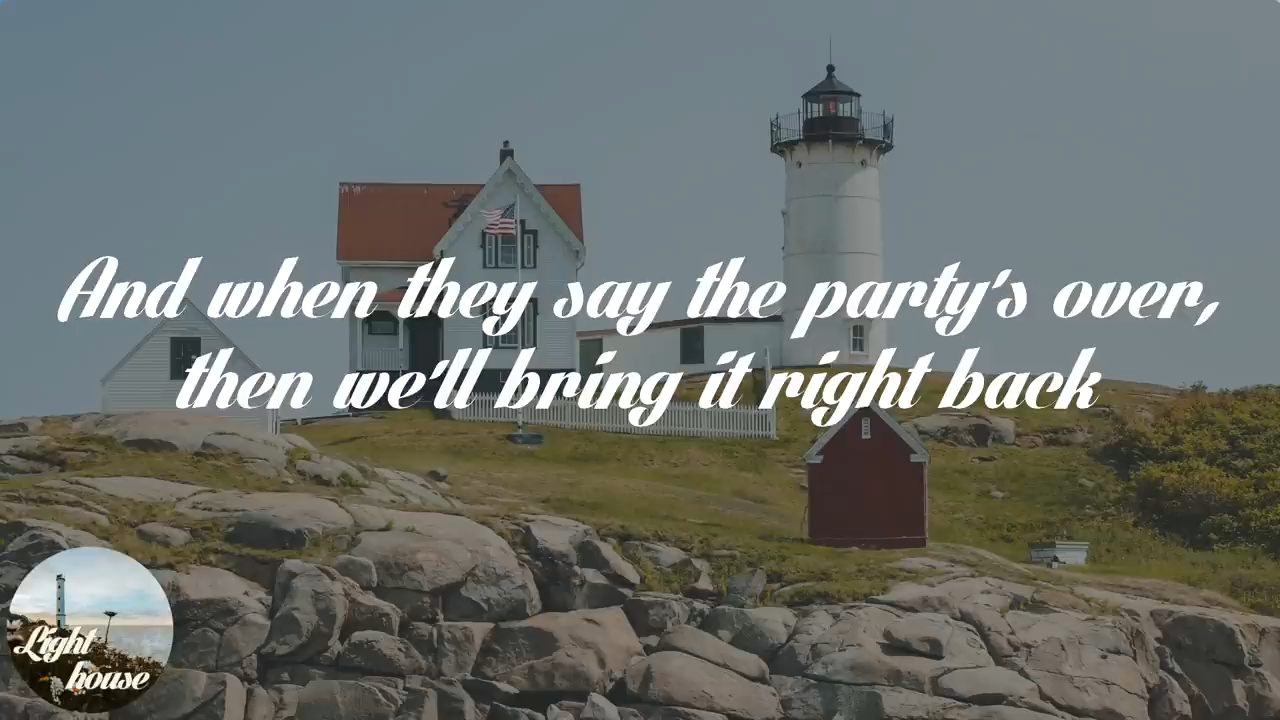 And when they say the party's over,
then we'll bring it right back
Light
house